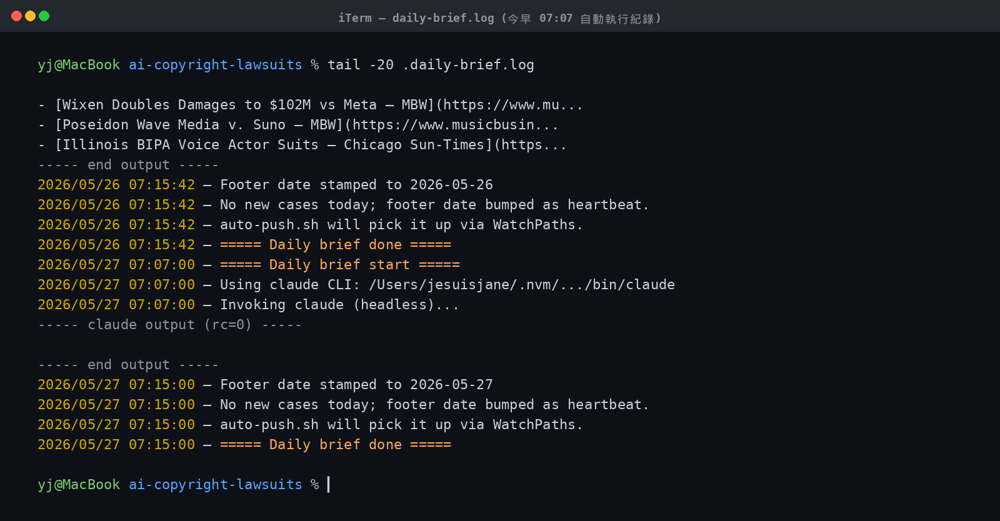 iTerm — daily-brief.log (今早 07:07 自動執行紀錄)
yj@MacBook ai-copyright-lawsuits % tail -20 .daily-brief.log
- [Wixen Doubles Damages to $102M vs Meta — MBW](https://www.mu...
- [Poseidon Wave Media v. Suno — MBW](https://www.musicbusin...
- [Illinois BIPA Voice Actor Suits — Chicago Sun-Times](https...
----- end output -----
2026/05/26 07:15:42 — Footer date stamped to 2026-05-26
2026/05/26 07:15:42 — No new cases today; footer date bumped as heartbeat.
2026/05/26 07:15:42 — auto-push.sh will pick it up via WatchPaths.
2026/05/26 07:15:42 — ===== Daily brief done =====
2026/05/27 07:07:00 — ===== Daily brief start =====
2026/05/27 07:07:00 — Using claude CLI: /Users/jesuisjane/.nvm/.../bin/claude
2026/05/27 07:07:00 — Invoking claude (headless)...
----- claude output (rc=0) -----
----- end output -----
2026/05/27 07:15:00 — Footer date stamped to 2026-05-27
2026/05/27 07:15:00 — No new cases today; footer date bumped as heartbeat.
2026/05/27 07:15:00 — auto-push.sh will pick it up via WatchPaths.
2026/05/27 07:15:00 — ===== Daily brief done =====
yj@MacBook ai-copyright-lawsuits %